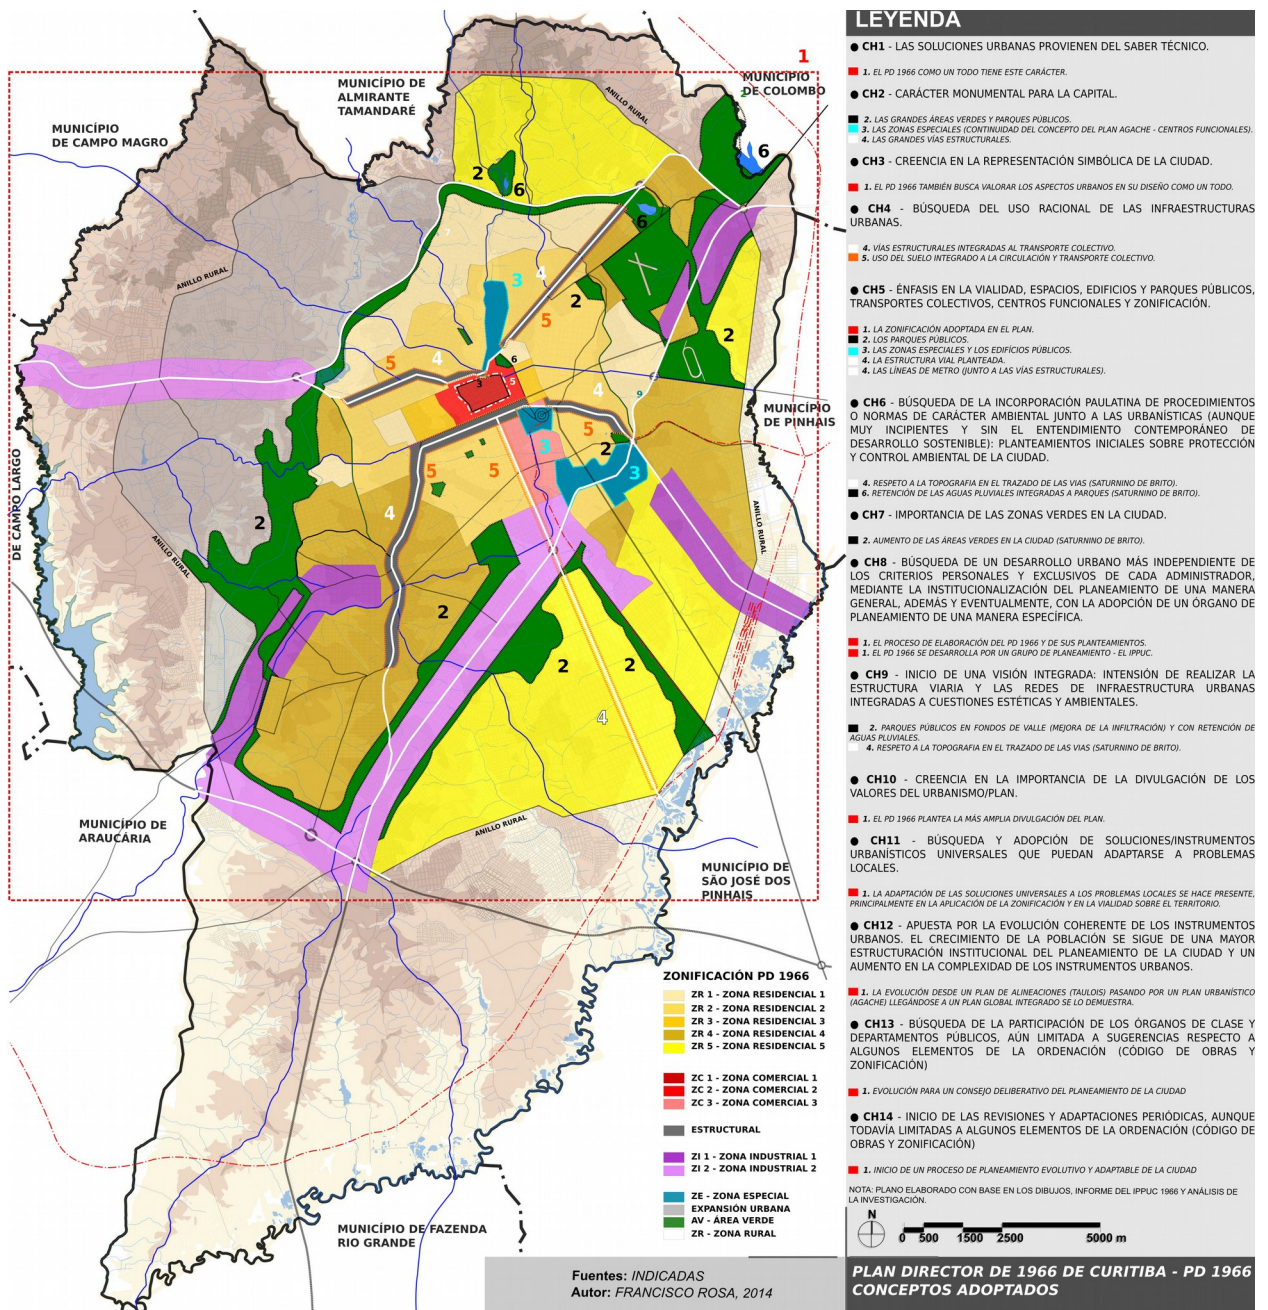 1
MUNICÍPIO
DE COLOMBO
2
MUNICÍPIO DE
ALMIRANTE
TAMANDARÉ
ANILLO RURAL
MUNICÍPIO
DE CAMPO MAGRO
6
2
6
6
7
ANILLO RURAL
3
4
2
5
2
4
5
6
3
5
4
9
MUNICÍPIO
DE PINHAIS
5
3
2
5
5
3
4
2
DE CAMPO LARGO
ANILLO RURAL
ANILLO RURAL
2
2
2
4
ANILLO RURAL
MUNICÍPIO DE
ARAUCÁRIA
MUNICÍPIO DE
SÃO JOSÉ DOS
PINHAIS
MUNICÍPIO DE FAZENDA
RIO GRANDE
ZONIFICACIÓN PD 1966
ZR 1 - ZONA RESIDENCIAL 1
ZR 2 - ZONA RESIDENCIAL 2
ZR 3 - ZONA RESIDENCIAL 3
ZR 4 - ZONA RESIDENCIAL 4
ZR 5 - ZONA RESIDENCIAL 5
ZC 1 - ZONA COMERCIAL 1
ZC 2 - ZONA COMERCIAL 2
ZC 3 - ZONA COMERCIAL 3
ESTRUCTURAL
ZI 1 - ZONA INDUSTRIAL 1
ZI 2 - ZONA INDUSTRIAL 2
ZE - ZONA ESPECIAL
EXPANSIÓN URBANA
AV - ÁREA VERDE
ZR - ZONA RURAL
Fuentes: INDICADAS
Autor: FRANCISCO ROSA, 2014
LEYENDA
● CH1 - LAS SOLUCIONES URBANAS PROVIENEN DEL SABER TÉCNICO.
1. EL PD 1966 COMO UN TODO TIENE ESTE CARÁCTER.
● CH2 - CARÁCTER MONUMENTAL PARA LA CAPITAL.
2. LAS GRANDES ÁREAS VERDES Y PARQUES PÚBLICOS.
3. LAS ZONAS ESPECIALES (CONTINUIDAD DEL CONCEPTO DEL PLAN AGACHE - CENTROS FUNCIONALES).
4. LAS GRANDES VÍAS ESTRUCTURALES.
● CH3 - CREENCIA EN LA REPRESENTACIÓN SIMBÓLICA DE LA CIUDAD.
1. EL PD 1966 TAMBIÉN BUSCA VALORAR LOS ASPECTOS URBANOS EN SU DISEÑO COMO UN TODO.
● CH4 - BÚSQUEDA DEL USO RACIONAL DE LAS INFRAESTRUCTURAS
URBANAS.
4. VÍAS ESTRUCTURALES INTEGRADAS AL TRANSPORTE COLECTIVO.
5. USO DEL SUELO INTEGRADO A LA CIRCULACIÓN Y TRANSPORTE COLECTIVO.
● CH5 - ÉNFASIS EN LA VIALIDAD, ESPACIOS, EDIFICIOS Y PARQUES PÚBLICOS,
TRANSPORTES COLECTIVOS, CENTROS FUNCIONALES Y ZONIFICACIÓN.
1. LA ZONIFICACIÓN ADOPTADA EN EL PLAN.
2. LOS PARQUES PÚBLICOS.
3. LAS ZONAS ESPECIALES Y LOS EDIFÍCIOS PÚBLICOS.
4. LA ESTRUCTURA VIAL PLANTEADA.
4. LAS LÍNEAS DE METRO (JUNTO A LAS VÍAS ESTRUCTURALES).
● CH6 - BÚSQUEDA DE LA INCORPORACIÓN PAULATINA DE PROCEDIMIENTOS
O NORMAS DE CARÁCTER AMBIENTAL JUNTO A LAS URBANÍSTICAS (AUNQUE
MUY INCIPIENTES Y SIN EL ENTENDIMIENTO CONTEMPORÁNEO DE
DESARROLLO SOSTENIBLE): PLANTEAMIENTOS INICIALES SOBRE PROTECCIÓN
Y CONTROL AMBIENTAL DE LA CIUDAD.
4. RESPETO A LA TOPOGRAFIA EN EL TRAZADO DE LAS VIAS (SATURNINO DE BRITO).
6. RETENCIÓN DE LAS AGUAS PLUVIALES INTEGRADAS A PARQUES (SATURNINO DE BRITO).
● CH7 - IMPORTANCIA DE LAS ZONAS VERDES EN LA CIUDAD.
2. AUMENTO DE LAS ÁREAS VERDES EN LA CIUDAD (SATURNINO DE BRITO).
● CH8 - BÚSQUEDA DE UN DESARROLLO URBANO MÁS INDEPENDIENTE DE
LOS CRITERIOS PERSONALES Y EXCLUSIVOS DE CADA ADMINISTRADOR,
MEDIANTE LA INSTITUCIONALIZACIÓN DEL PLANEAMIENTO DE UNA MANERA
GENERAL, ADEMÁS Y EVENTUALMENTE, CON LA ADOPCIÓN DE UN ÓRGANO DE
PLANEAMIENTO DE UNA MANERA ESPECÍFICA.
1. EL PROCESO DE ELABORACIÓN DEL PD 1966 Y DE SUS PLANTEAMIENTOS.
1. EL PD 1966 SE DESARROLLA POR UN GRUPO DE PLANEAMIENTO - EL IPPUC.
● CH9 - INICIO DE UNA VISIÓN INTEGRADA: INTENSIÓN DE REALIZAR LA
ESTRUCTURA VIARIA Y LAS REDES DE INFRAESTRUCTURA URBANAS
INTEGRADAS A CUESTIONES ESTÉTICAS Y AMBIENTALES.
2. PARQUES PÚBLICOS EN FONDOS DE VALLE (MEJORA DE LA INFILTRACIÓN) Y CON RETENCIÓN DE
AGUAS PLUVIALES.
4. RESPETO A LA TOPOGRAFIA EN EL TRAZADO DE LAS VIAS (SATURNINO DE BRITO).
● CH10 - CREENCIA EN LA IMPORTANCIA DE LA DIVULGACIÓN DE LOS
VALORES DEL URBANISMO/PLAN.
1. EL PD 1966 PLANTEA LA MÁS AMPLIA DIVULGACIÓN DEL PLAN.
● CH11 - BÚSQUEDA Y ADOPCIÓN DE SOLUCIONES/INSTRUMENTOS
URBANÍSTICOS UNIVERSALES QUE PUEDAN ADAPTARSE A PROBLEMAS
LOCALES.
1. LA ADAPTACIÓN DE LAS SOLUCIONES UNIVERSALES A LOS PROBLEMAS LOCALES SE HACE PRESENTE,
PRINCIPALMENTE EN LA APLICACIÓN DE LA ZONIFICACIÓN Y EN LA VIALIDAD SOBRE EL TERRITORIO.
● CH12 - APUESTA POR LA EVOLUCIÓN COHERENTE DE LOS INSTRUMENTOS
URBANOS. EL CRECIMIENTO DE LA POBLACIÓN SE SIGUE DE UNA MAYOR
ESTRUCTURACIÓN INSTITUCIONAL DEL PLANEAMIENTO DE LA CIUDAD Y UN
AUMENTO EN LA COMPLEJIDAD DE LOS INSTRUMENTOS URBANOS.
1. LA EVOLUCIÓN DESDE UN PLAN DE ALINEACIONES (TAULOIS) PASANDO POR UN PLAN URBANÍSTICO
(AGACHE) LLEGÁNDOSE A UN PLAN GLOBAL INTEGRADO SE LO DEMUESTRA.
● CH13 - BÚSQUEDA DE LA PARTICIPACIÓN DE LOS ÓRGANOS DE CLASE Y
DEPARTAMENTOS PÚBLICOS, AÚN LIMITADA A SUGERENCIAS RESPECTO A
ALGUNOS ELEMENTOS DE LA ORDENACIÓN (CÓDIGO DE OBRAS Y
ZONIFICACIÓN)
1. EVOLUCIÓN PARA UN CONSEJO DELIBERATIVO DEL PLANEAMIENTO DE LA CIUDAD
● CH14 - INICIO DE LAS REVISIONES Y ADAPTACIONES PERIÓDICAS, AUNQUE
TODAVÍA LIMITADAS A ALGUNOS ELEMENTOS DE LA ORDENACIÓN (CÓDIGO DE
OBRAS Y ZONIFICACIÓN)
1. INICIO DE UN PROCESO DE PLANEAMIENTO EVOLUTIVO Y ADAPTABLE DE LA CIUDAD
NOTA: PLANO ELABORADO CON BASE EN LOS DIBUJOS, INFORME DEL IPPUC 1966 Y ANÁLISIS DE
LA INVESTIGACIÓN.
N
0 500 1500 2500 5000 m
PLAN DIRECTOR DE 1966 DE CURITIBA - PD 1966
CONCEPTOS ADOPTADOS